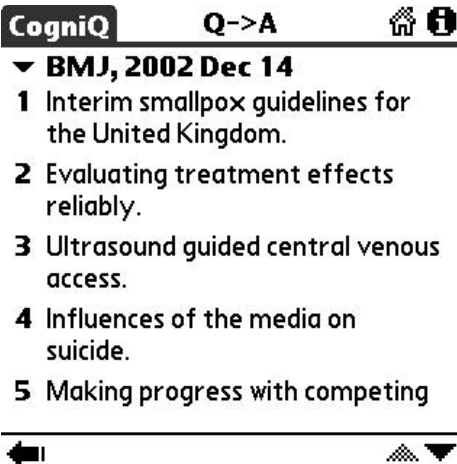 CogniQ Q->A
BMJ, 2002 Dec 14
1 Interim smallpox guidelines for
the United Kingdom.
2 Evaluating treatment effects
reliably.
3 Ultrasound guided central venous
access.
4 Influences of the media on
suicide.
5 Making progress with competing